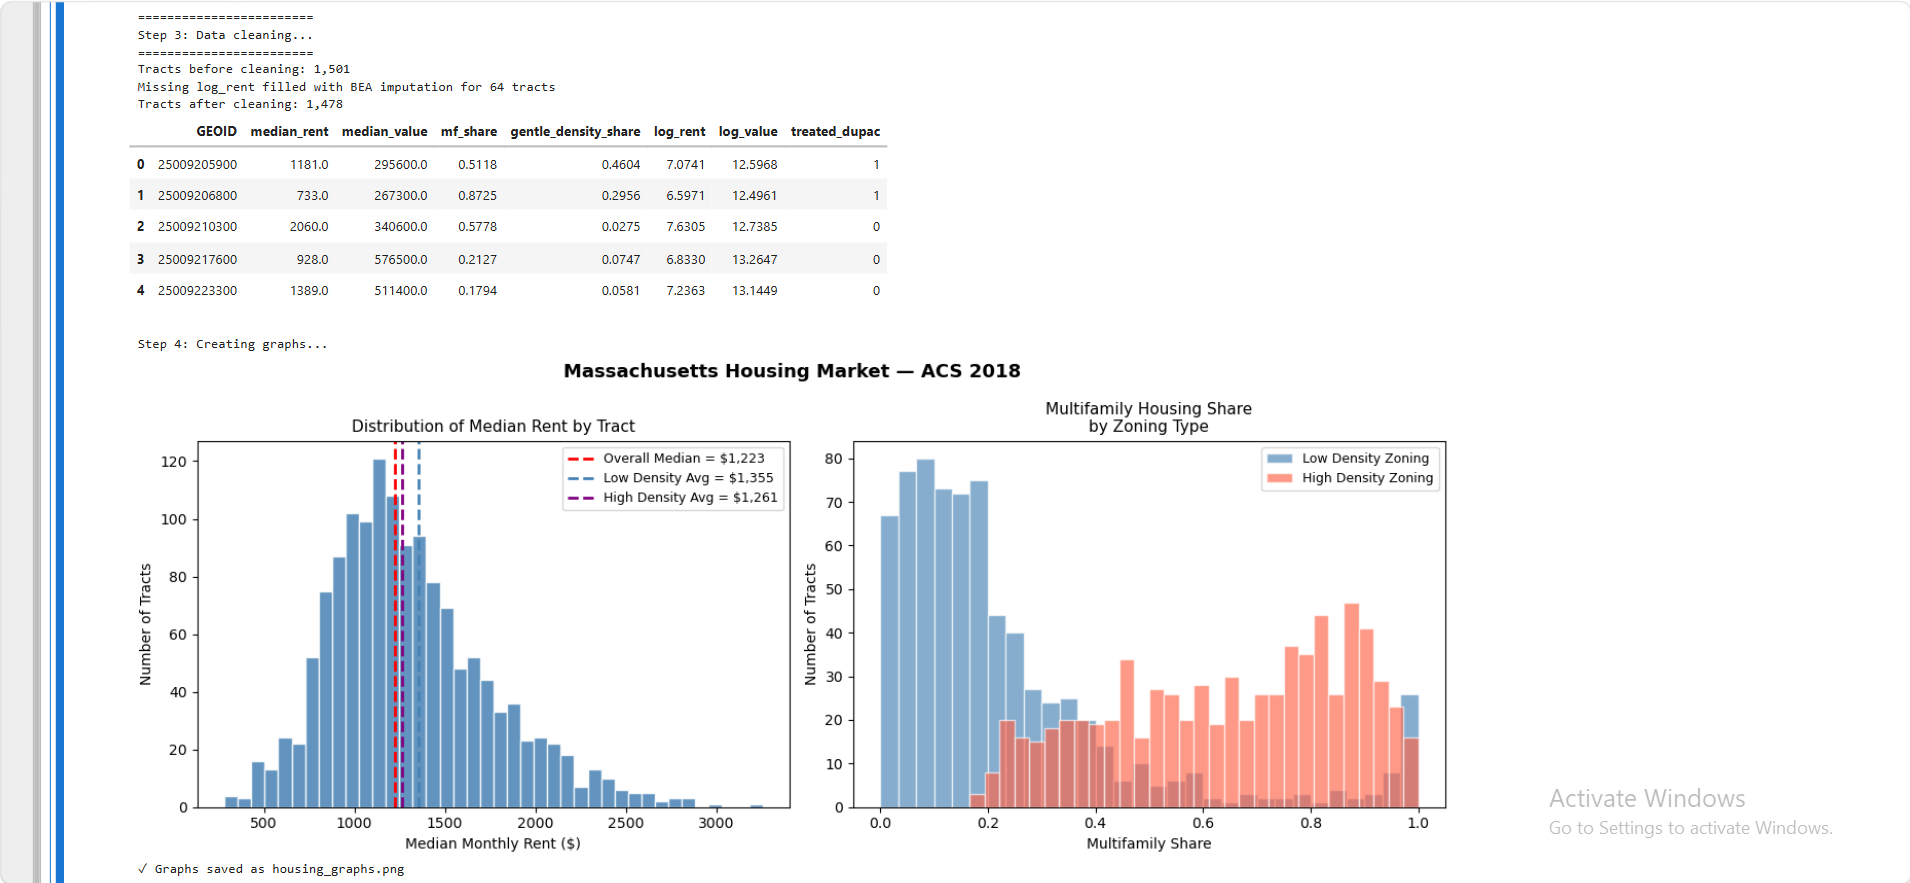 ========================
Step 3: Data cleaning...
========================
Tracts before cleaning: 1,501
Missing log_rent filled with BEA imputation for 64 tracts
Tracts after cleaning: 1,478
GEOID median_rent median_value mf_share gentle_density_share log_rent log_value treated_dupac
0 25009205900 1181.0 295600.0 0.5118 0.4604 7.0741 12.5968 1
1 25009206800 733.0 267300.0 0.8725 0.2956 6.5971 12.4961 1
2 25009210300 2060.0 340600.0 0.5778 0.0275 7.6305 12.7385 0
3 25009217600 928.0 576500.0 0.2127 0.0747 6.8330 13.2647 0
4 25009223300 1389.0 511400.0 0.1794 0.0581 7.2363 13.1449 0
Step 4: Creating graphs...
Massachusetts Housing Market — ACS 2018
Distribution of Median Rent by Tract
Number of Tracts
120
100
80
60
40
20
0
Overall Median = $1,223
Low Density Avg = $1,355
High Density Avg = $1,261
500 1000 1500 2000 2500 3000
Median Monthly Rent ($)
Multifamily Housing Share
by Zoning Type
Number of Tracts
80
70
60
50
40
30
20
10
0
Low Density Zoning
High Density Zoning
0.0 0.2 0.4 0.6 0.8 1.0
Multifamily Share
✓ Graphs saved as housing_graphs.png
Activate Windows
Go to Settings to activate Windows.